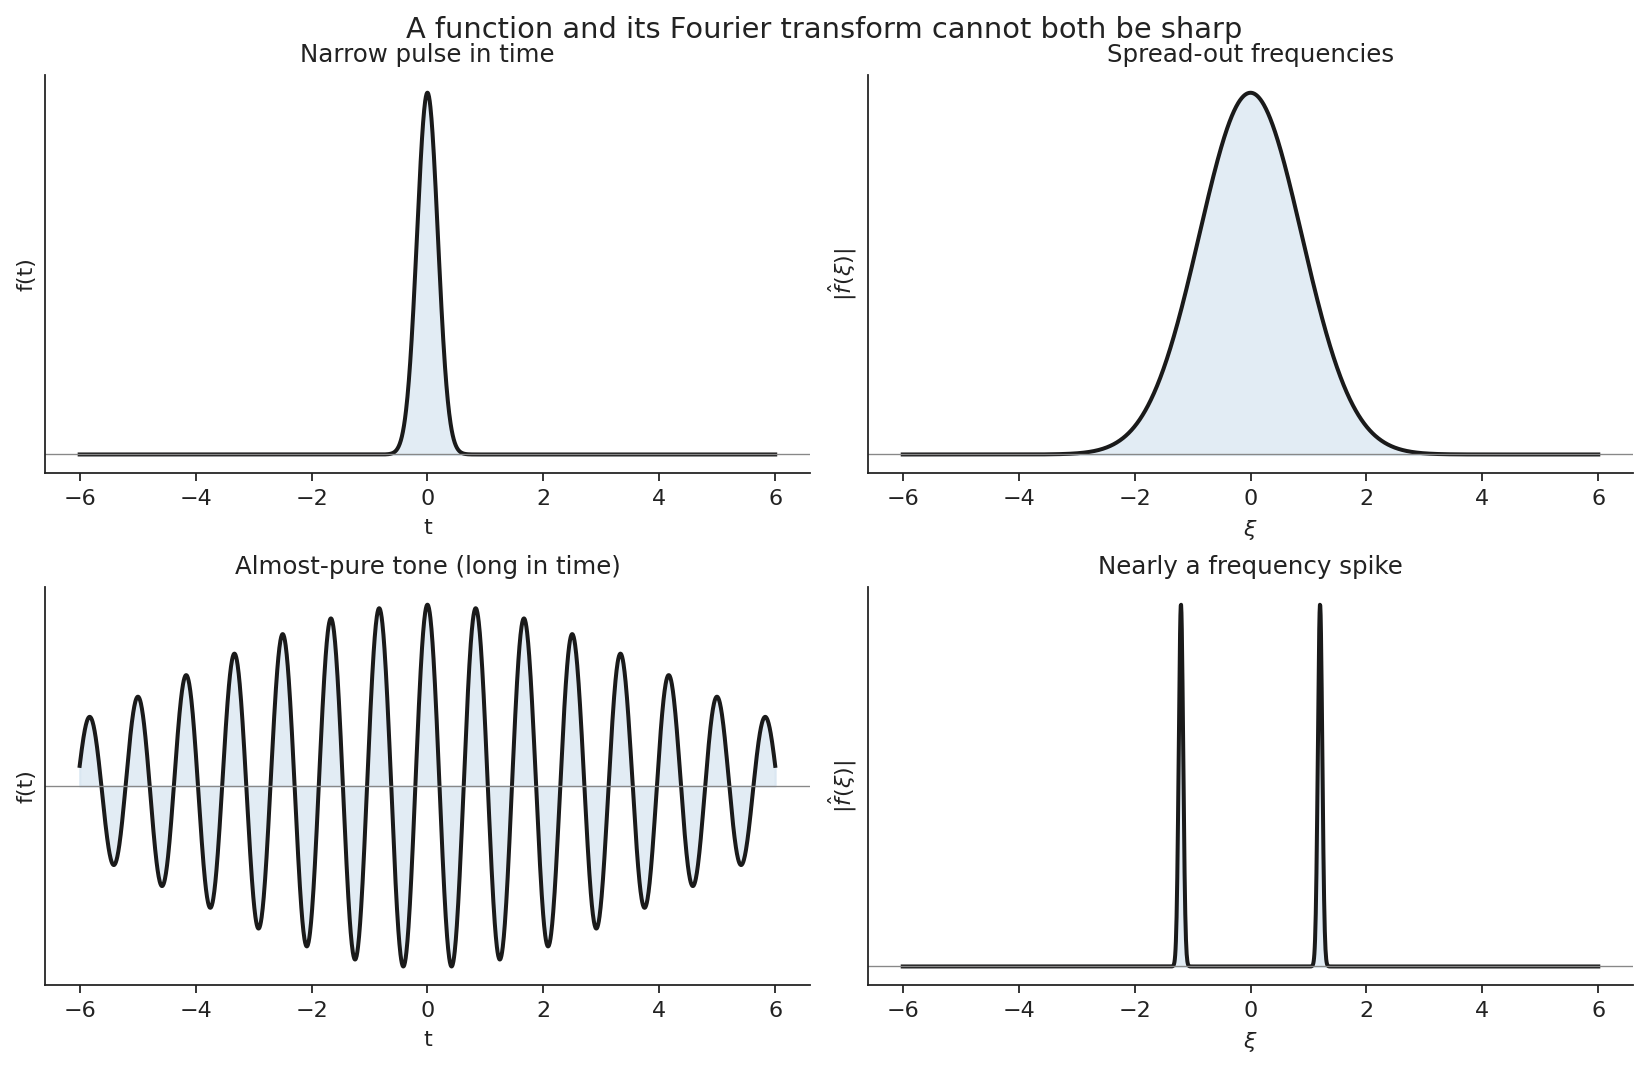 A function and its Fourier transform cannot both be sharp
Narrow pulse in time
f(t)
−6 −4 −2 0 2 4 6
t
Spread-out frequencies
|f̂(ξ)|
−6 −4 −2 0 2 4 6
ξ
Almost-pure tone (long in time)
f(t)
−6 −4 −2 0 2 4 6
t
Nearly a frequency spike
|f̂(ξ)|
−6 −4 −2 0 2 4 6
ξ